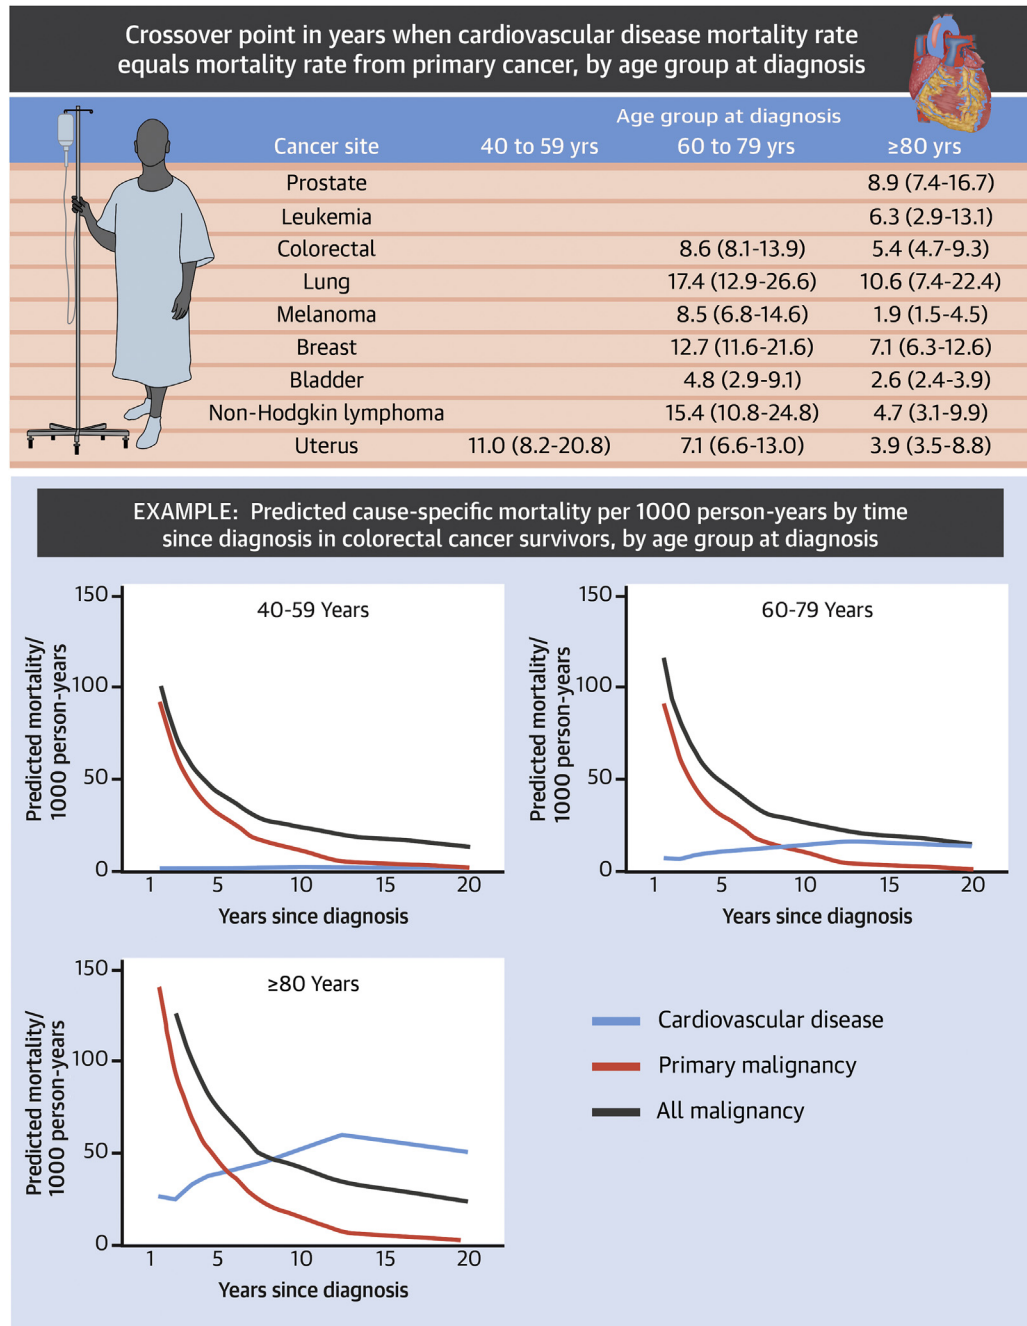 Crossover point in years when cardiovascular disease mortality rate
equals mortality rate from primary cancer, by age group at diagnosis
Age group at diagnosis
Cancer site 40 to 59 yrs 60 to 79 yrs ≥80 yrs
Prostate 8.9 (7.4-16.7)
Leukemia 6.3 (2.9-13.1)
Colorectal 8.6 (8.1-13.9) 5.4 (4.7-9.3)
Lung 17.4 (12.9-26.6) 10.6 (7.4-22.4)
Melanoma 8.5 (6.8-14.6) 1.9 (1.5-4.5)
Breast 12.7 (11.6-21.6) 7.1 (6.3-12.6)
Bladder 4.8 (2.9-9.1) 2.6 (2.4-3.9)
Non-Hodgkin lymphoma 15.4 (10.8-24.8) 4.7 (3.1-9.9)
Uterus 11.0 (8.2-20.8) 7.1 (6.6-13.0) 3.9 (3.5-8.8)
EXAMPLE: Predicted cause-specific mortality per 1000 person-years by time
since diagnosis in colorectal cancer survivors, by age group at diagnosis
40-59 Years
Predicted mortality/
1000 person-years
150
100
50
0
1 5 10 15 20
Years since diagnosis
60-79 Years
Predicted mortality/
1000 person-years
150
100
50
0
1 5 10 15 20
Years since diagnosis
≥80 Years
Predicted mortality/
1000 person-years
150
100
50
0
1 5 10 15 20
Years since diagnosis
Cardiovascular disease
Primary malignancy
All malignancy